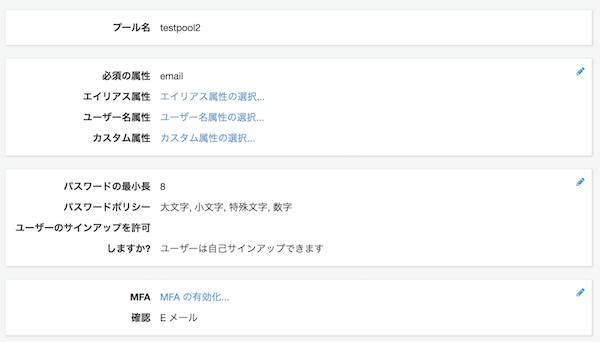 プール名 testpool2
必須の属性 email
エイリアス属性 エイリアス属性の選択...
ユーザー名属性 ユーザー名属性の選択...
カスタム属性 カスタム属性の選択...
パスワードの最小長 8
パスワードポリシー 大文字, 小文字, 特殊文字, 数字
ユーザーのサインアップを許可
しますか? ユーザーは自己サインアップできます
MFA MFA の有効化...
確認 E メール